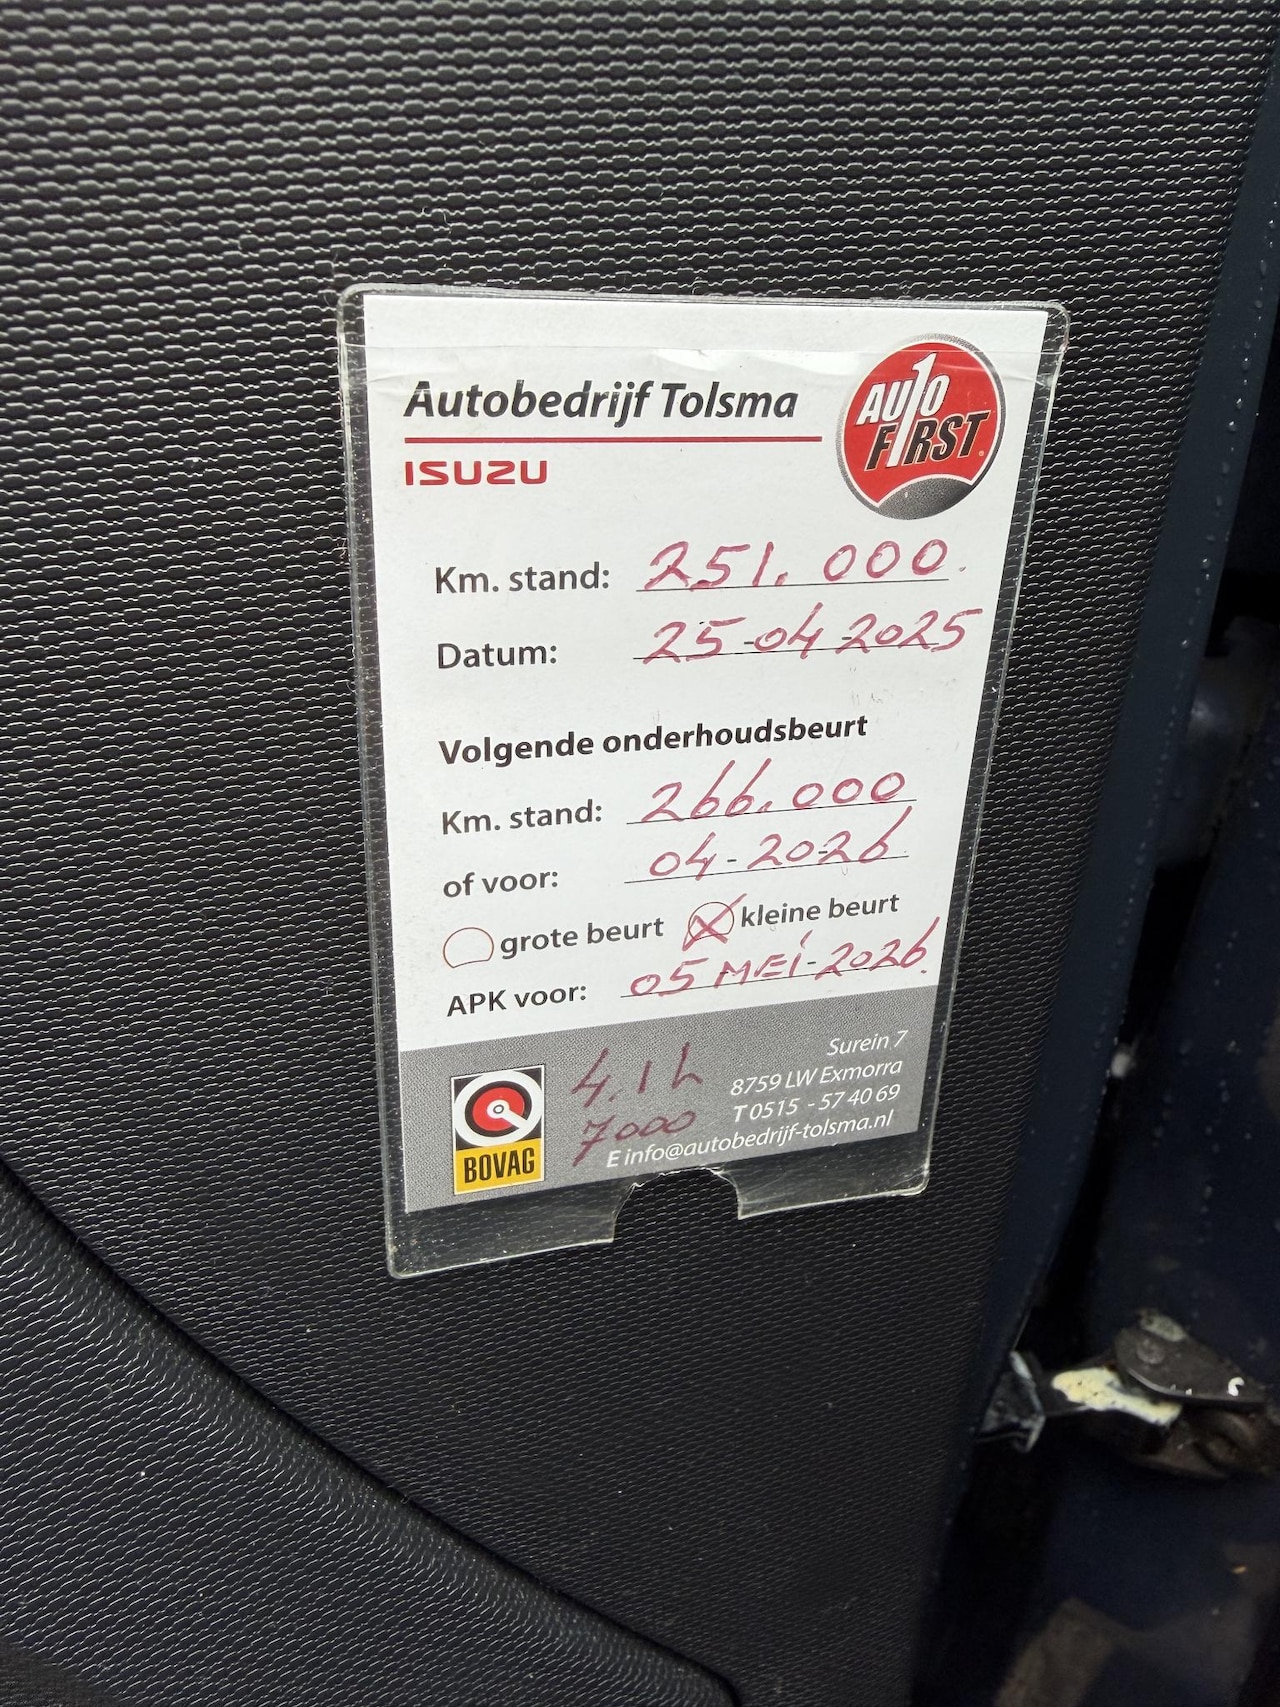 Autobedrijf Tolsma
AUTO
FIRST
ISUZU
Km. stand: 251.000
Datum: 25-04-2025
Volgende onderhoudsbeurt
Km. stand: 266.000
of voor: 04-2026
grote beurt kleine beurt
APK voor: 05 MEI-2026.
BOVAG
4.1 L
7000
Surein 7
8759 LW Exmorra
T 0515 - 57 40 69
E info@autobedrijf-tolsma.nl